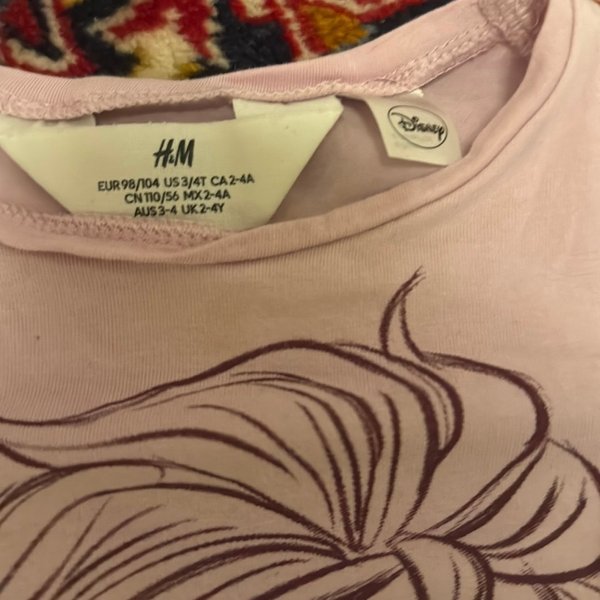 H&M
EUR 98/104 US 3/4T CA 2-4A
CN 110/56 MX 2-4A
AUS 3-4 UK 2-4Y
Disney